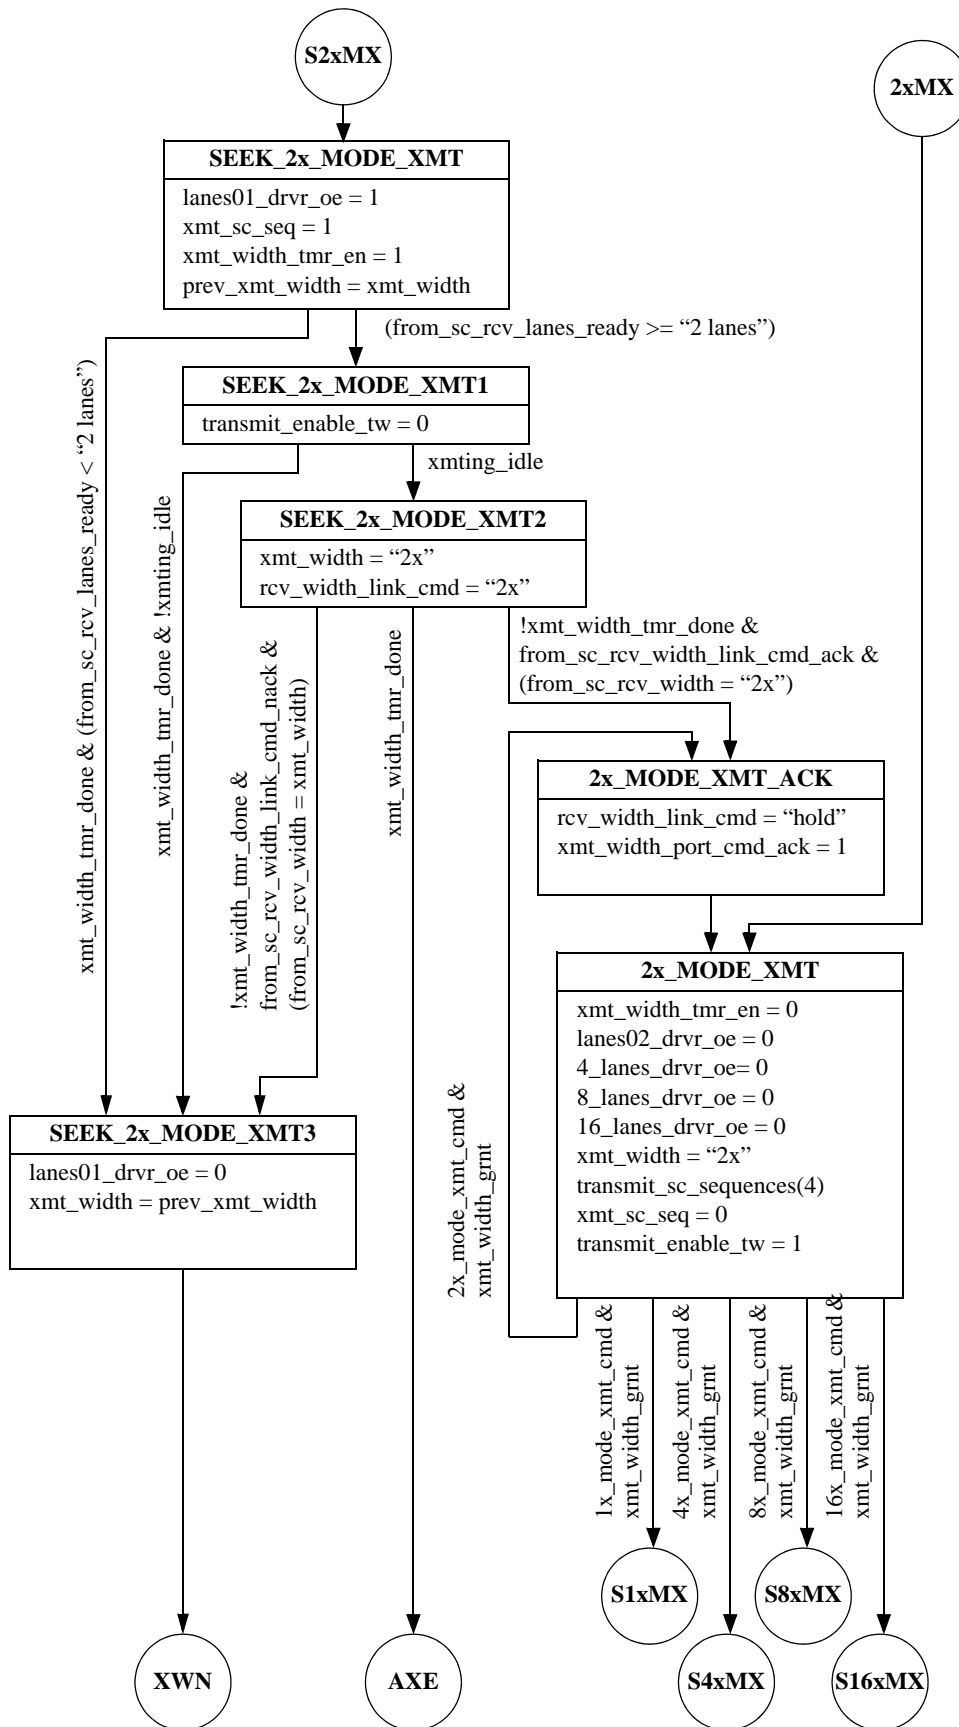 S2xMX
2xMX
SEEK_2x_MODE_XMT
lanes01_drvr_oe = 1
xmt_sc_seq = 1
xmt_width_tmr_en = 1
prev_xmt_width = xmt_width
(from_sc_rcv_lanes_ready >= “2 lanes”)
xmt_width_tmr_done & (from_sc_rcv_lanes_ready < “2 lanes”)
SEEK_2x_MODE_XMT1
transmit_enable_tw = 0
xmting_idle
xmt_width_tmr_done & !xmting_idle
SEEK_2x_MODE_XMT2
xmt_width = “2x”
rcv_width_link_cmd = “2x”
!xmt_width_tmr_done &
from_sc_rcv_width_link_cmd_nack &
(from_sc_rcv_width = xmt_width)
xmt_width_tmr_done
!xmt_width_tmr_done &
from_sc_rcv_width_link_cmd_ack &
(from_sc_rcv_width = “2x”)
2x_MODE_XMT_ACK
rcv_width_link_cmd = “hold”
xmt_width_port_cmd_ack = 1
2x_MODE_XMT
xmt_width_tmr_en = 0
lanes02_drvr_oe = 0
4_lanes_drvr_oe= 0
8_lanes_drvr_oe = 0
16_lanes_drvr_oe = 0
xmt_width = “2x”
transmit_sc_sequences(4)
xmt_sc_seq = 0
transmit_enable_tw = 1
2x_mode_xmt_cmd &
xmt_width_grnt
SEEK_2x_MODE_XMT3
lanes01_drvr_oe = 0
xmt_width = prev_xmt_width
1x_mode_xmt_cmd &
xmt_width_grnt
4x_mode_xmt_cmd &
xmt_width_grnt
8x_mode_xmt_cmd &
xmt_width_grnt
16x_mode_xmt_cmd &
xmt_width_grnt
S1xMX
S8xMX
XWN
AXE
S4xMX
S16xMX